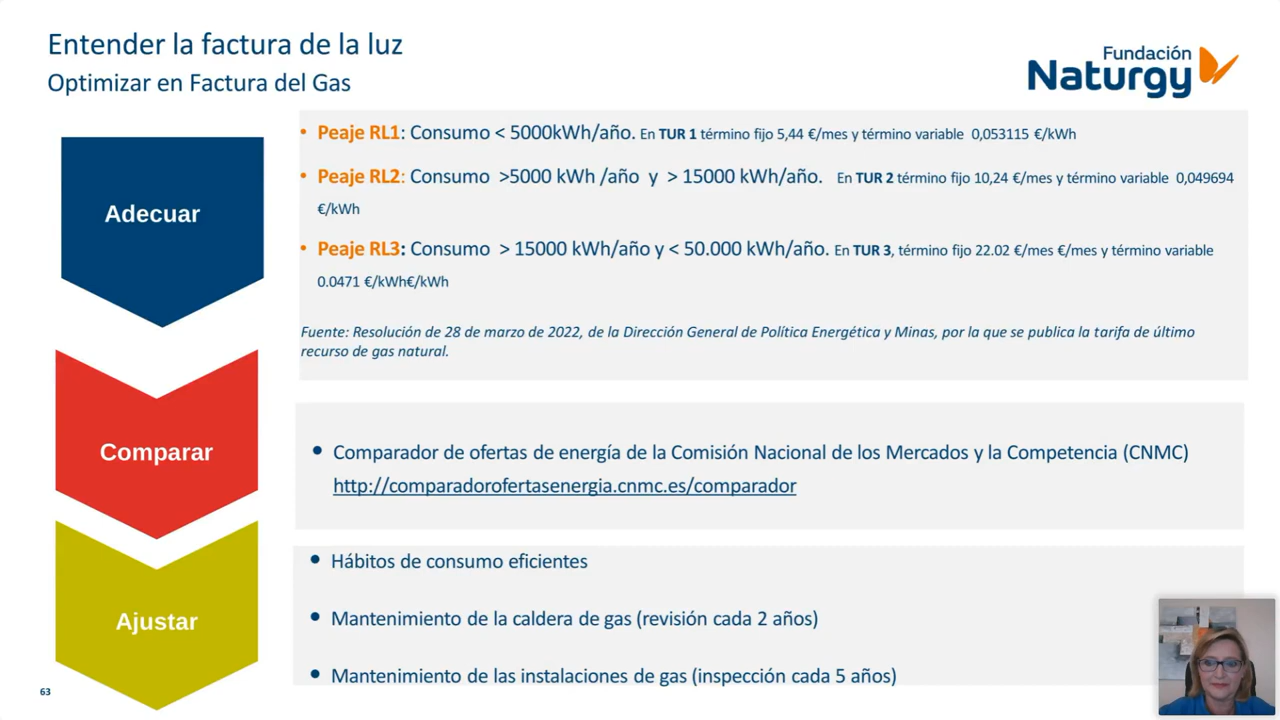 Entender la factura de la luz
Optimizar en Factura del Gas
Fundación
Naturgy
Adecuar
• Peaje RL1: Consumo < 5000kWh/año. En TUR 1 término fijo 5,44 €/mes y término variable 0,053115 €/kWh
• Peaje RL2: Consumo >5000 kWh /año y > 15000 kWh/año. En TUR 2 término fijo 10,24 €/mes y término variable 0,049694
€/kWh
• Peaje RL3: Consumo > 15000 kWh/año y < 50.000 kWh/año. En TUR 3, término fijo 22.02 €/mes €/mes y término variable
0.0471 €/kWh€/kWh
Fuente: Resolución de 28 de marzo de 2022, de la Dirección General de Política Energética y Minas, por la que se publica la tarifa de último
recurso de gas natural.
Comparar
• Comparador de ofertas de energía de la Comisión Nacional de los Mercados y la Competencia (CNMC)
http://comparadorofertasenergia.cnmc.es/comparador
Ajustar
• Hábitos de consumo eficientes
• Mantenimiento de la caldera de gas (revisión cada 2 años)
• Mantenimiento de las instalaciones de gas (inspección cada 5 años)
63